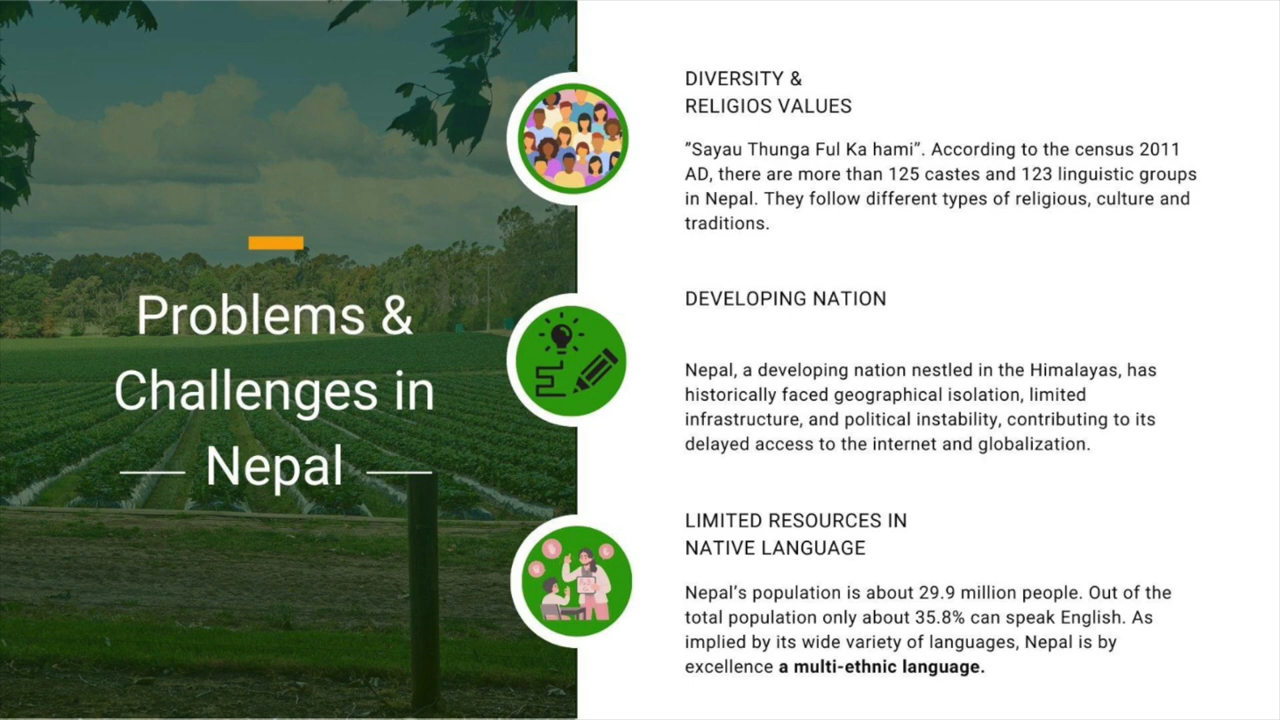 Problems &
Challenges in
Nepal
DIVERSITY &
RELIGIOS VALUES
”Sayau Thunga Ful Ka hami”. According to the census 2011
AD, there are more than 125 castes and 123 linguistic groups
in Nepal. They follow different types of religious, culture and
traditions.
DEVELOPING NATION
Nepal, a developing nation nestled in the Himalayas, has
historically faced geographical isolation, limited
infrastructure, and political instability, contributing to its
delayed access to the internet and globalization.
LIMITED RESOURCES IN
NATIVE LANGUAGE
Nepal’s population is about 29.9 million people. Out of the
total population only about 35.8% can speak English. As
implied by its wide variety of languages, Nepal is by
excellence a multi-ethnic language.